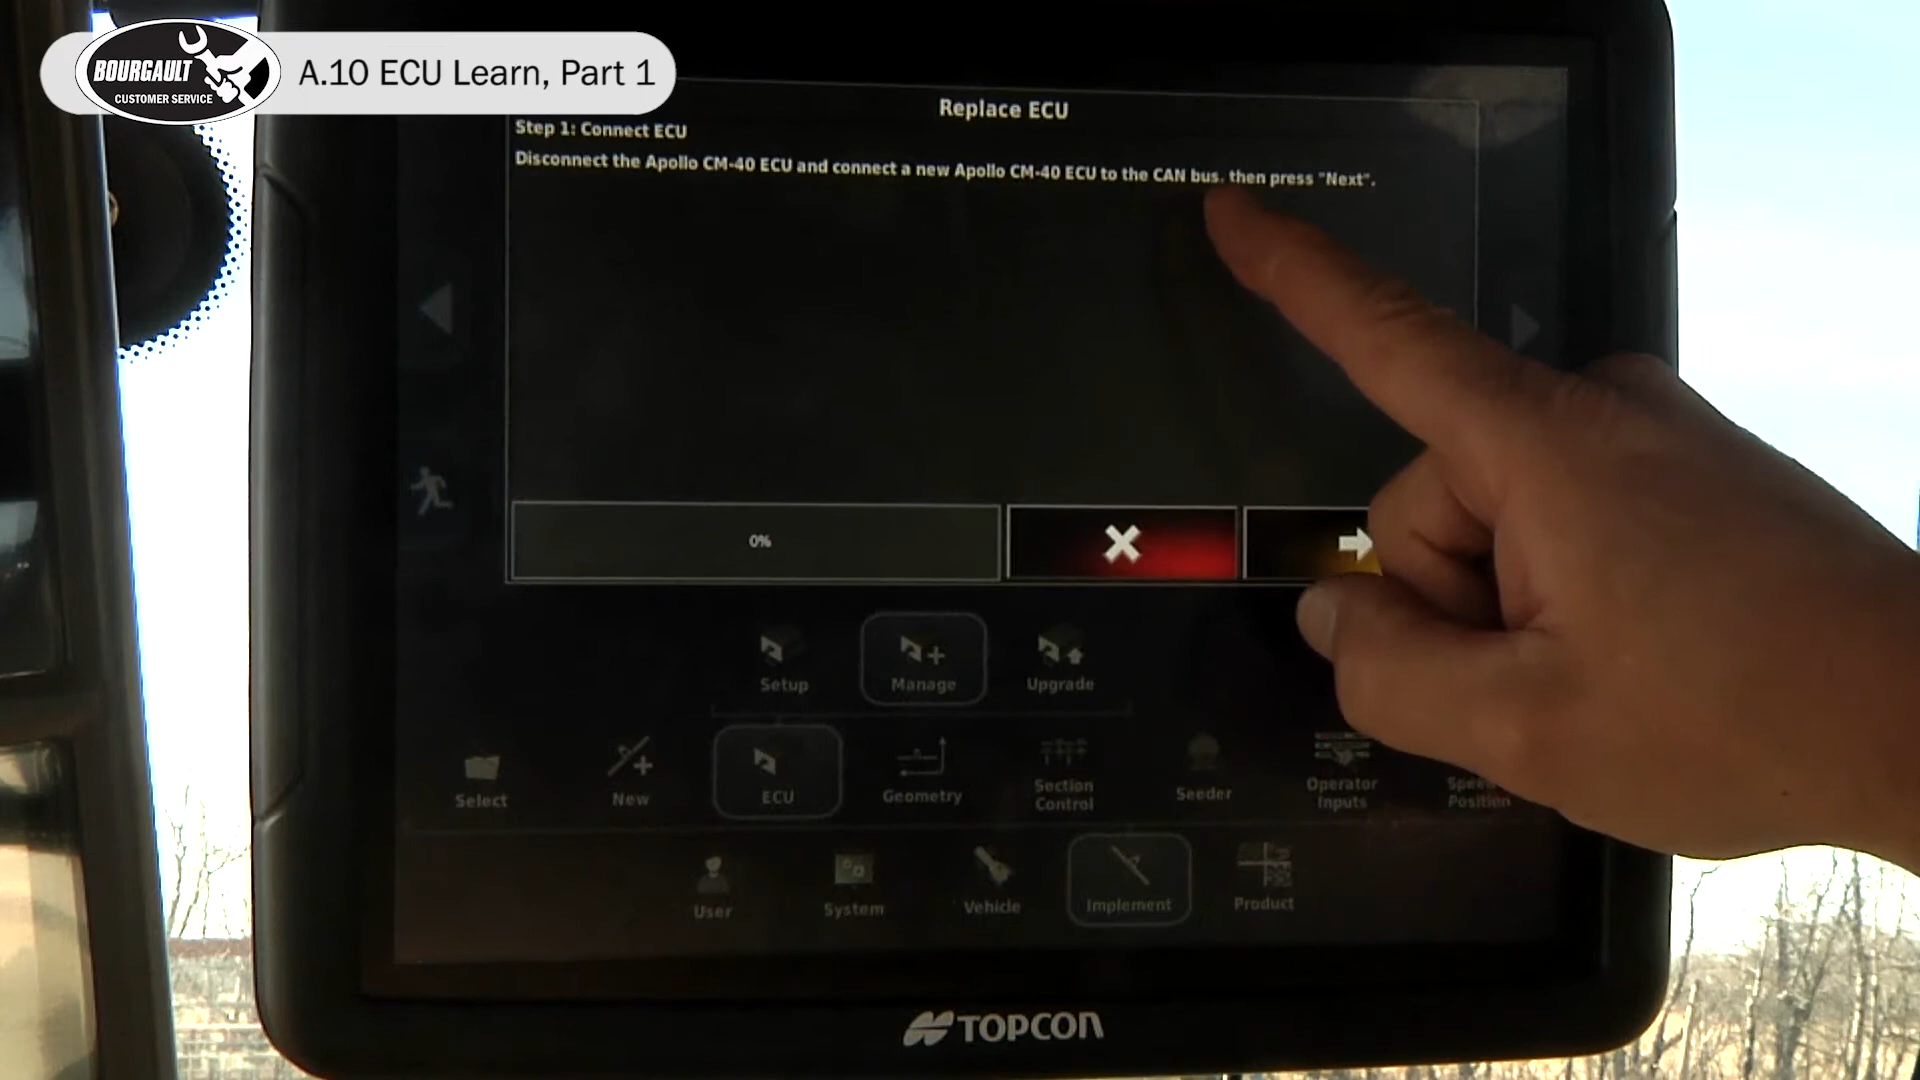 BOURGAULT
CUSTOMER SERVICE
A.10 ECU Learn, Part 1
Replace ECU
Step 1: Connect ECU
Disconnect the Apollo CM-40 ECU and connect a new Apollo CM-40 ECU to the CAN bus, then press "Next".
0%
Setup
Manage
Upgrade
Select
New
ECU
Geometry
Section
Control
Seeder
Operator
Inputs
Position
User
System
Vehicle
Implement
Product
TOPCON